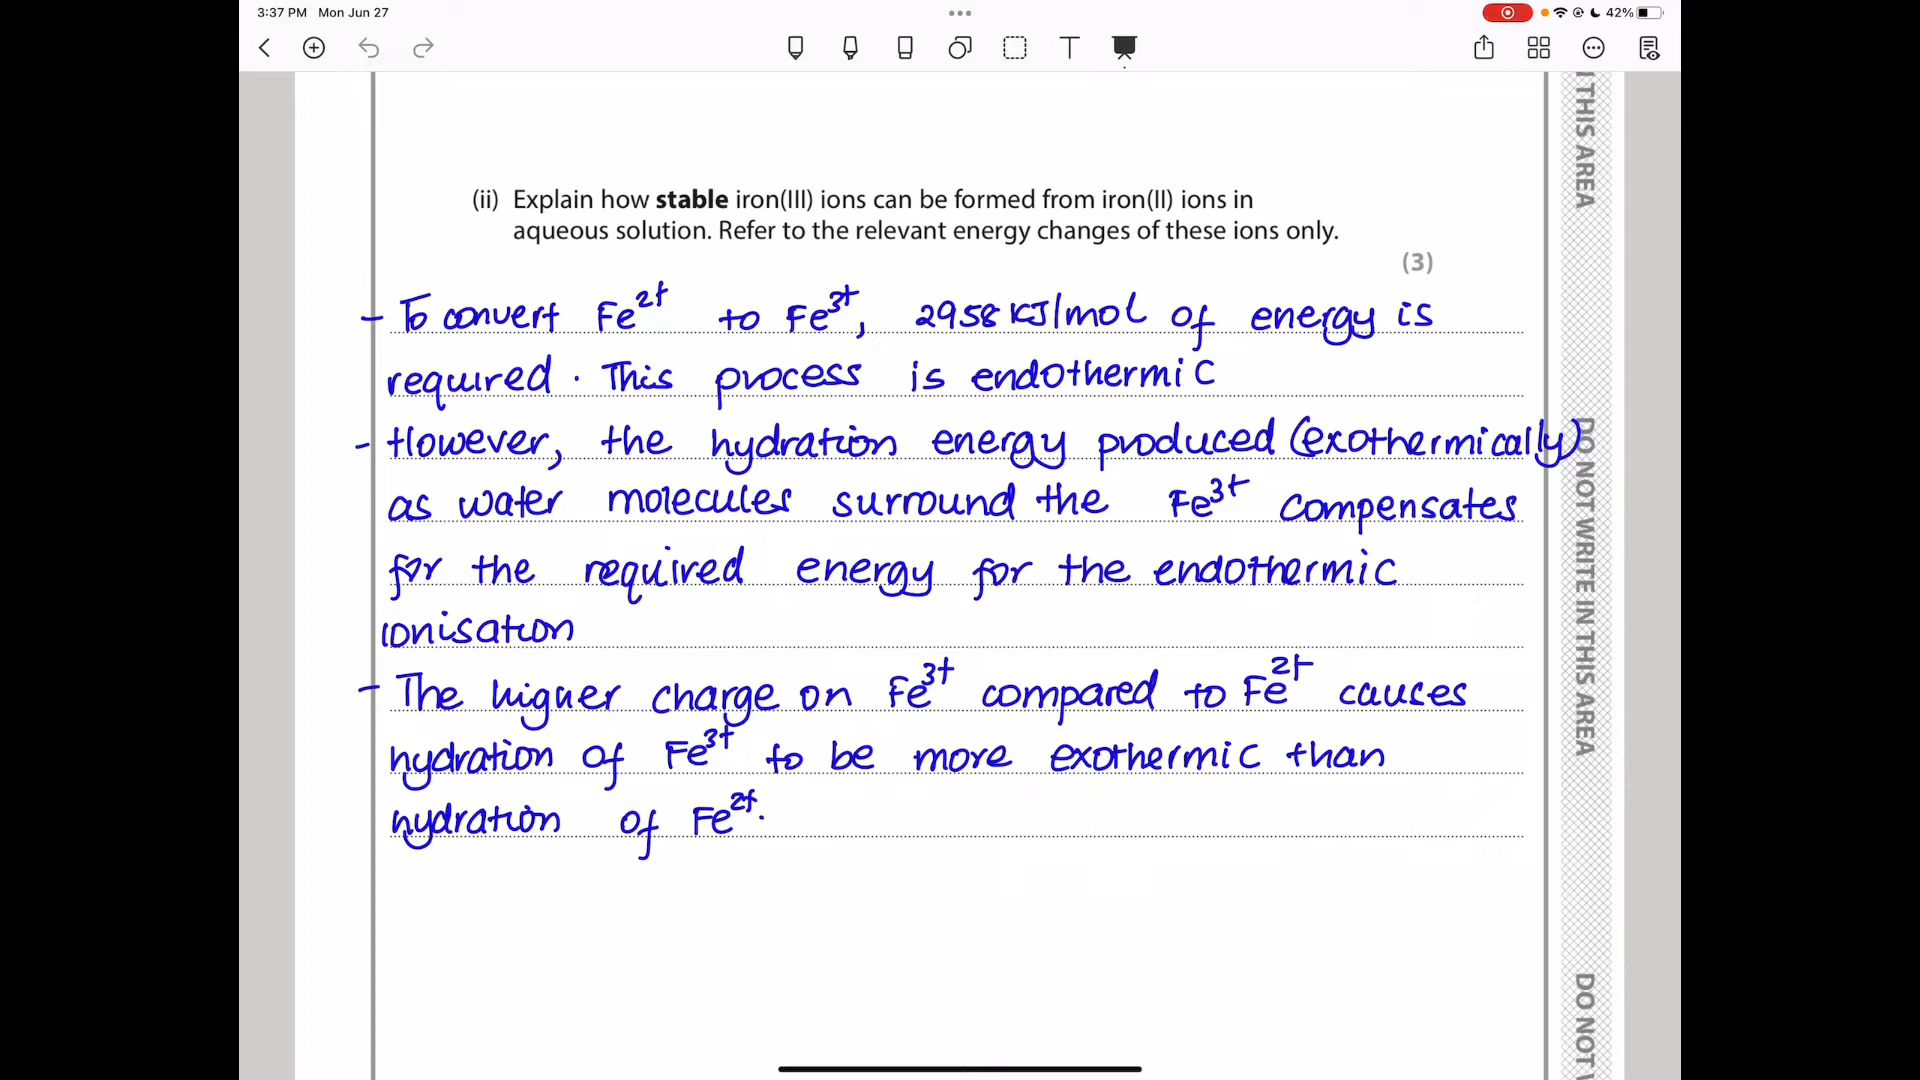 3:37 PM Mon Jun 27
42%
THIS AREA
(ii) Explain how stable iron(III) ions can be formed from iron(II) ions in
aqueous solution. Refer to the relevant energy changes of these ions only.
(3)
- To convert Fe²⁺ to Fe³⁺, 2958 KJ/mol of energy is
required. This process is endothermic
- However, the hydration energy produced (exothermically)
as water molecules surround the Fe³⁺ compensates
for the required energy for the endothermic
ionisation
- The higher charge on Fe³⁺ compared to Fe²⁺ causes
hydration of Fe³⁺ to be more exothermic than
hydration of Fe²⁺.
DO NOT WRITE IN THIS AREA
DO NOT